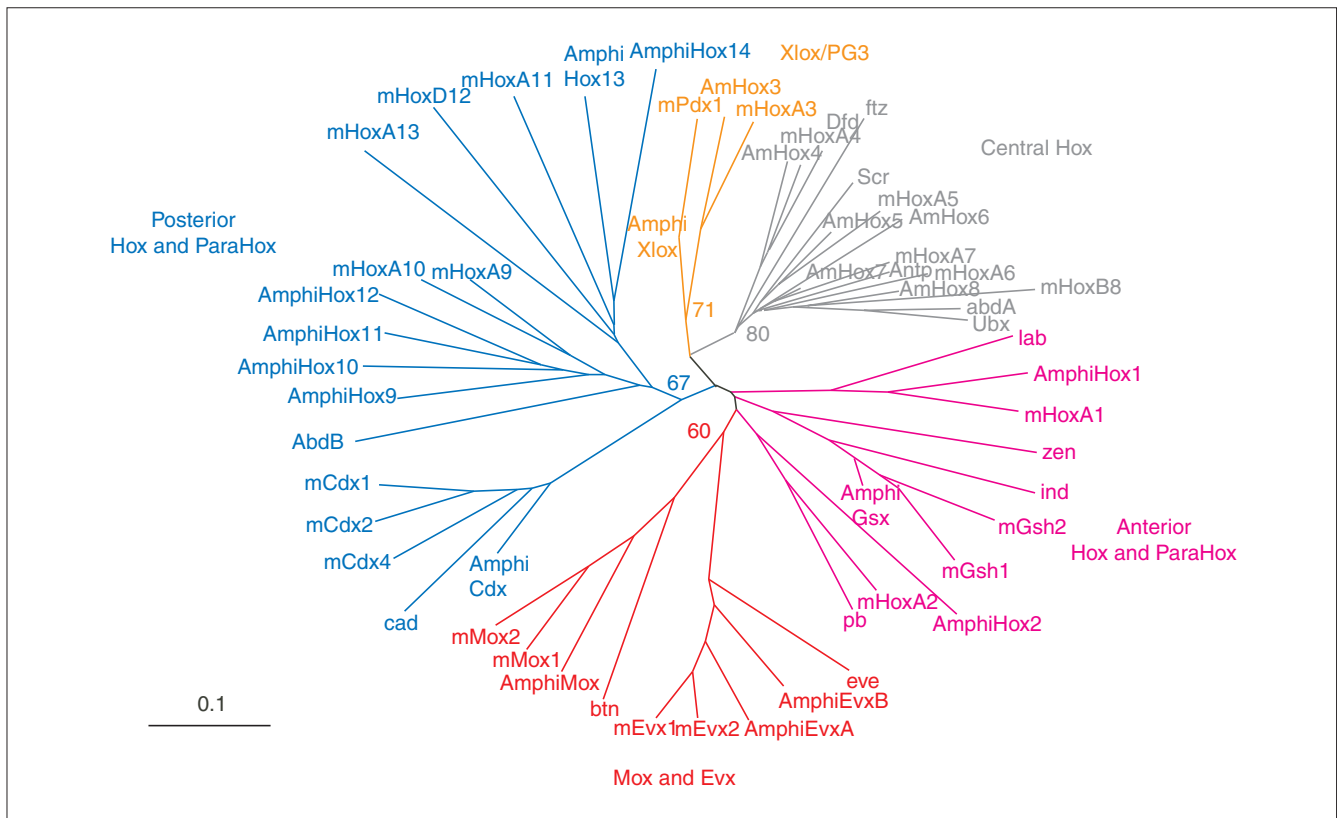 Amphi
Hox13
AmphiHox14
Xlox/PG3
mHoxA11
mHoxD12
mHoxA13
AmHox3
mPdx1
mHoxA3
ftz
Dfd
mHoxA4
AmHox4
Central Hox
Scr
mHoxA5
AmHox5
AmHox6
Posterior
Hox and ParaHox
Amphi
Xlox
mHoxA10
mHoxA9
AmphiHox12
mHoxA7
AmHox7
Antp
mHoxA6
AmHox8
mHoxB8
abdA
Ubx
71
80
lab
AmphiHox11
AmphiHox10
AmphiHox9
67
AmphiHox1
mHoxA1
60
AbdB
zen
mCdx1
mCdx2
mCdx4
Amphi
Cdx
cad
Amphi
Gsx
ind
mGsh2
mGsh1
Anterior
Hox and ParaHox
mHoxA2
pb
AmphiHox2
mMox2
mMox1
AmphiMox
btn
mEvx1
mEvx2
AmphiEvxA
AmphiEvxB
eve
0.1
Mox and Evx